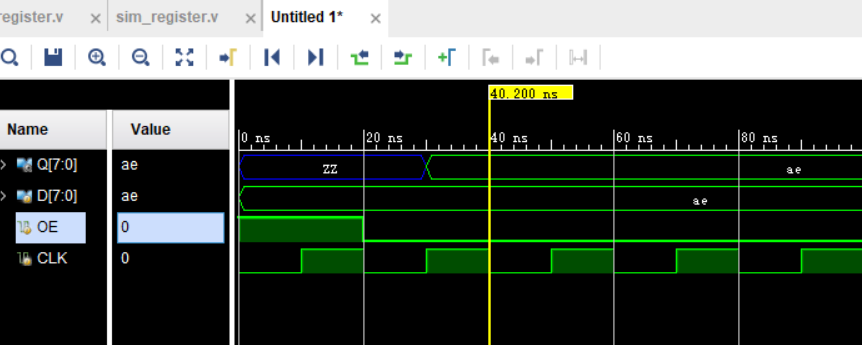 register.v × sim_register.v × Untitled 1* ×
40.200 ns
Name Value
0 ns 20 ns 40 ns 60 ns 80 ns
Q[7:0] ae ZZ ae
D[7:0] ae ae
OE 0
CLK 0